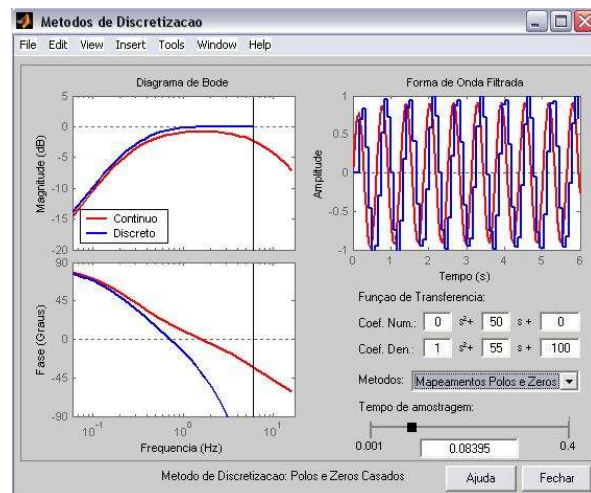 Metodos de Discretizacao
File Edit View Insert Tools Window Help
Diagrama de Bode
5
0
-5
-10
-15
-20
Magnitude (dB)
Continuo
Discreto
90
45
0
-45
-90
Fase (Graus)
10⁻¹ 10⁰ 10¹
Frequencia (Hz)
Forma de Onda Filtrada
1
0.5
0
-0.5
-1
Amplitude
0 1 2 3 4 5 6
Tempo (s)
Funçao de Transferencia:
Coef. Num.: 0 s²+ 50 s + 0
Coef. Den.: 1 s²+ 55 s + 100
Metodos: Mapeamentos Polos e Zeros
Tempo de amostragem:
0.001 0.08395 0.4
Metodo de Discretizacao: Polos e Zeros Casados Ajuda Fechar